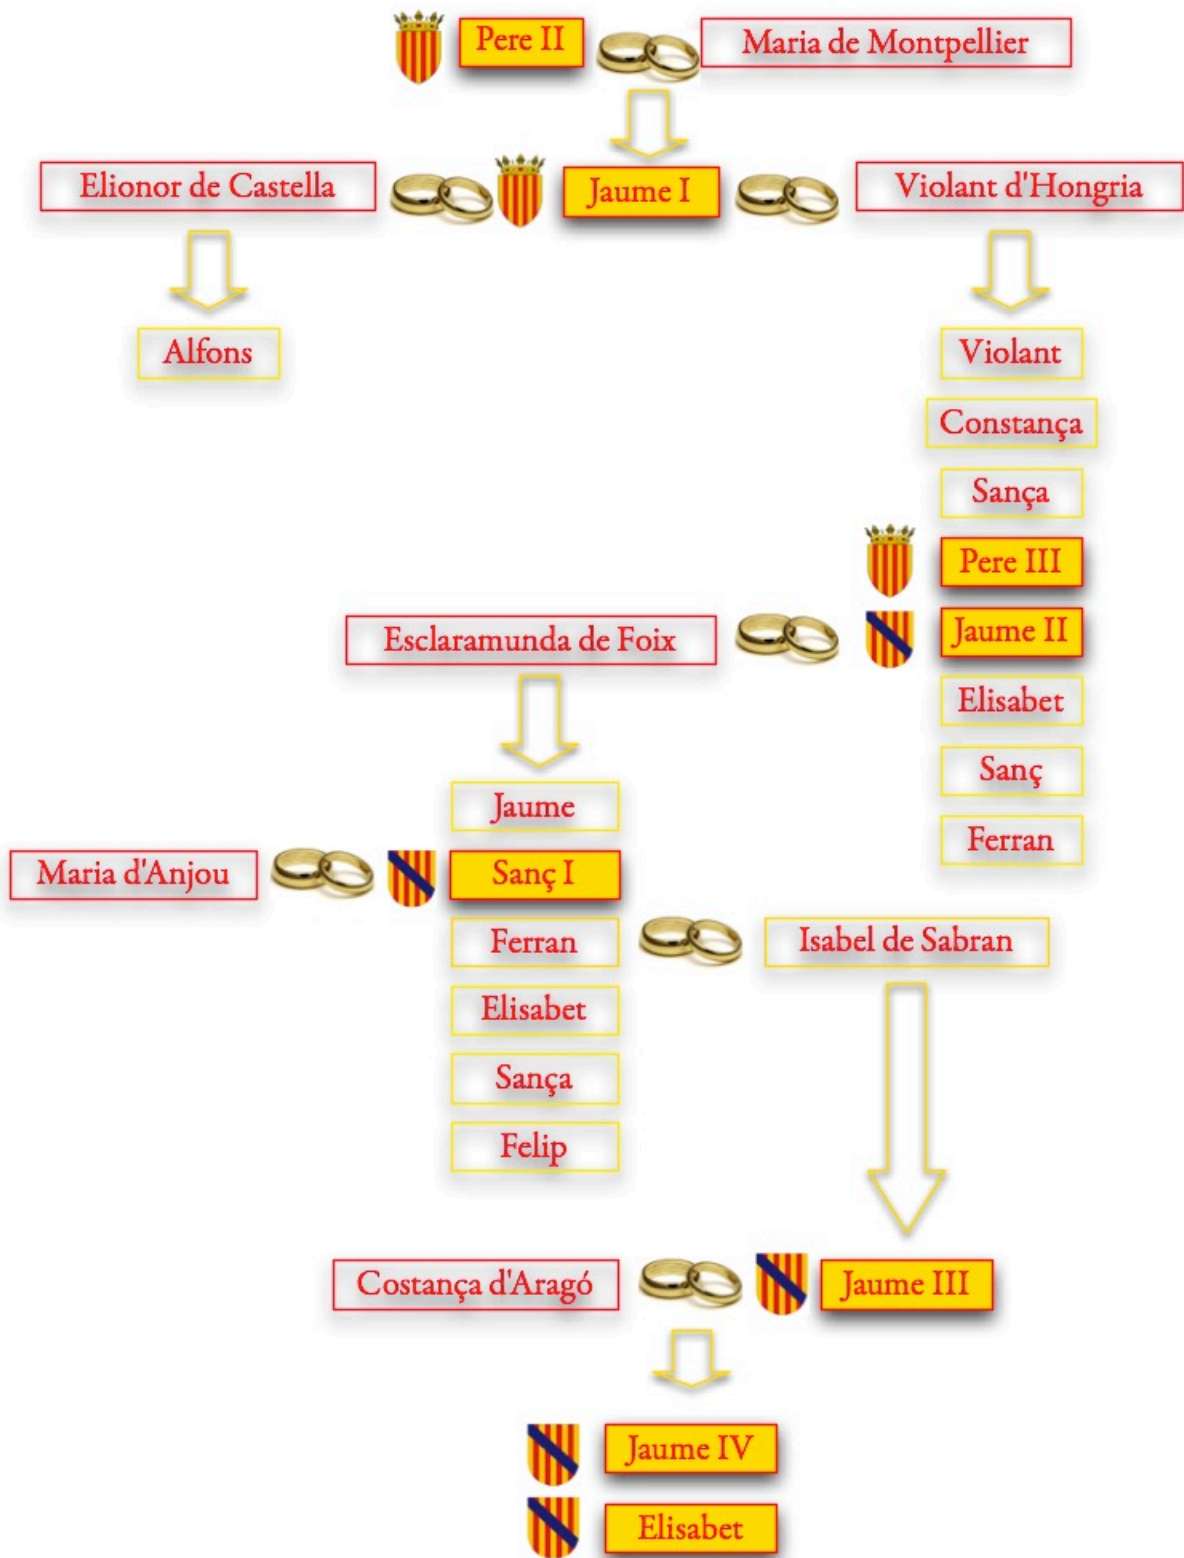 Pere II
Maria de Montpellier
Elionor de Castella
Jaume I
Violant d'Hongria
Alfons
Violant
Constança
Sança
Pere III
Esclaramunda de Foix
Jaume II
Elisabet
Sanç
Ferran
Jaume
Maria d'Anjou
Sanç I
Ferran
Isabel de Sabran
Elisabet
Sança
Felip
Costança d'Aragó
Jaume III
Jaume IV
Elisabet